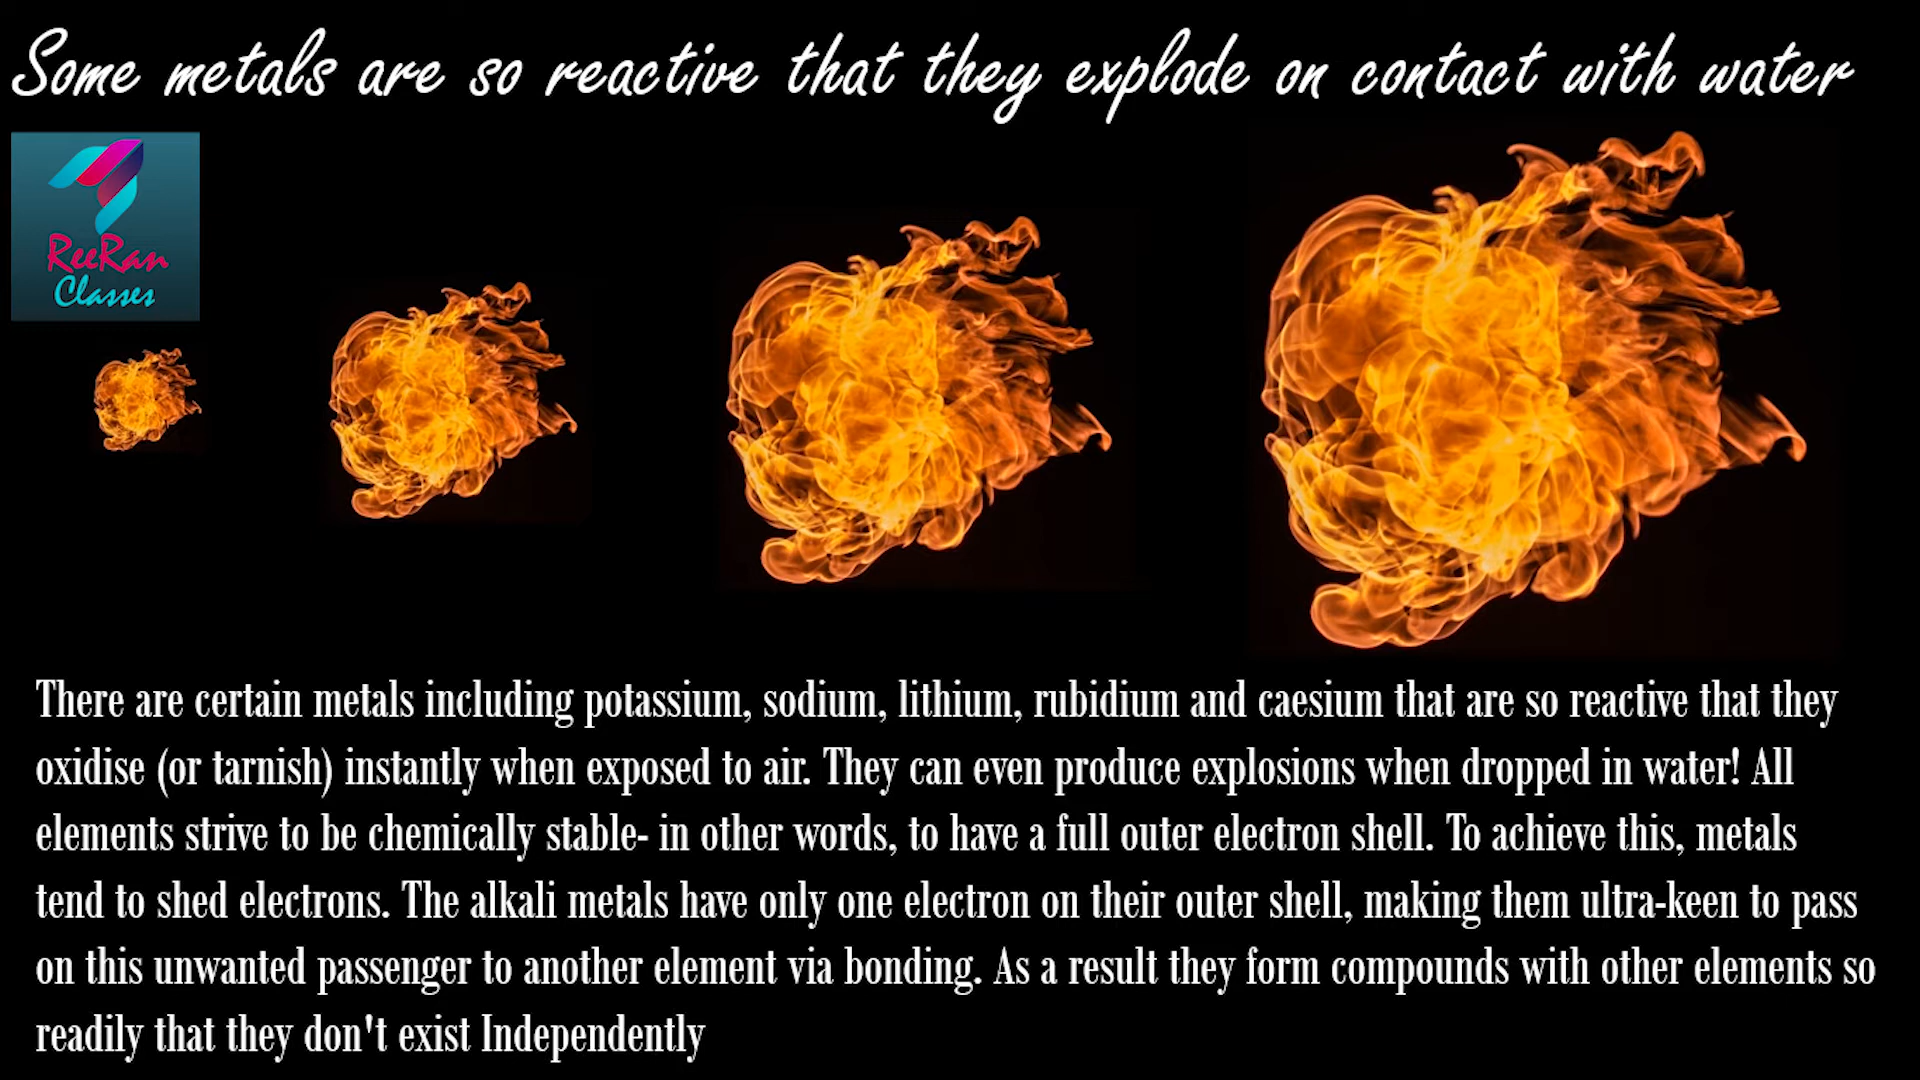 Some metals are so reactive that they explode on contact with water
ReeRan
Classes
There are certain metals including potassium, sodium, lithium, rubidium and caesium that are so reactive that they
oxidise (or tarnish) instantly when exposed to air. They can even produce explosions when dropped in water! All
elements strive to be chemically stable- in other words, to have a full outer electron shell. To achieve this, metals
tend to shed electrons. The alkali metals have only one electron on their outer shell, making them ultra-keen to pass
on this unwanted passenger to another element via bonding. As a result they form compounds with other elements so
readily that they don't exist Independently